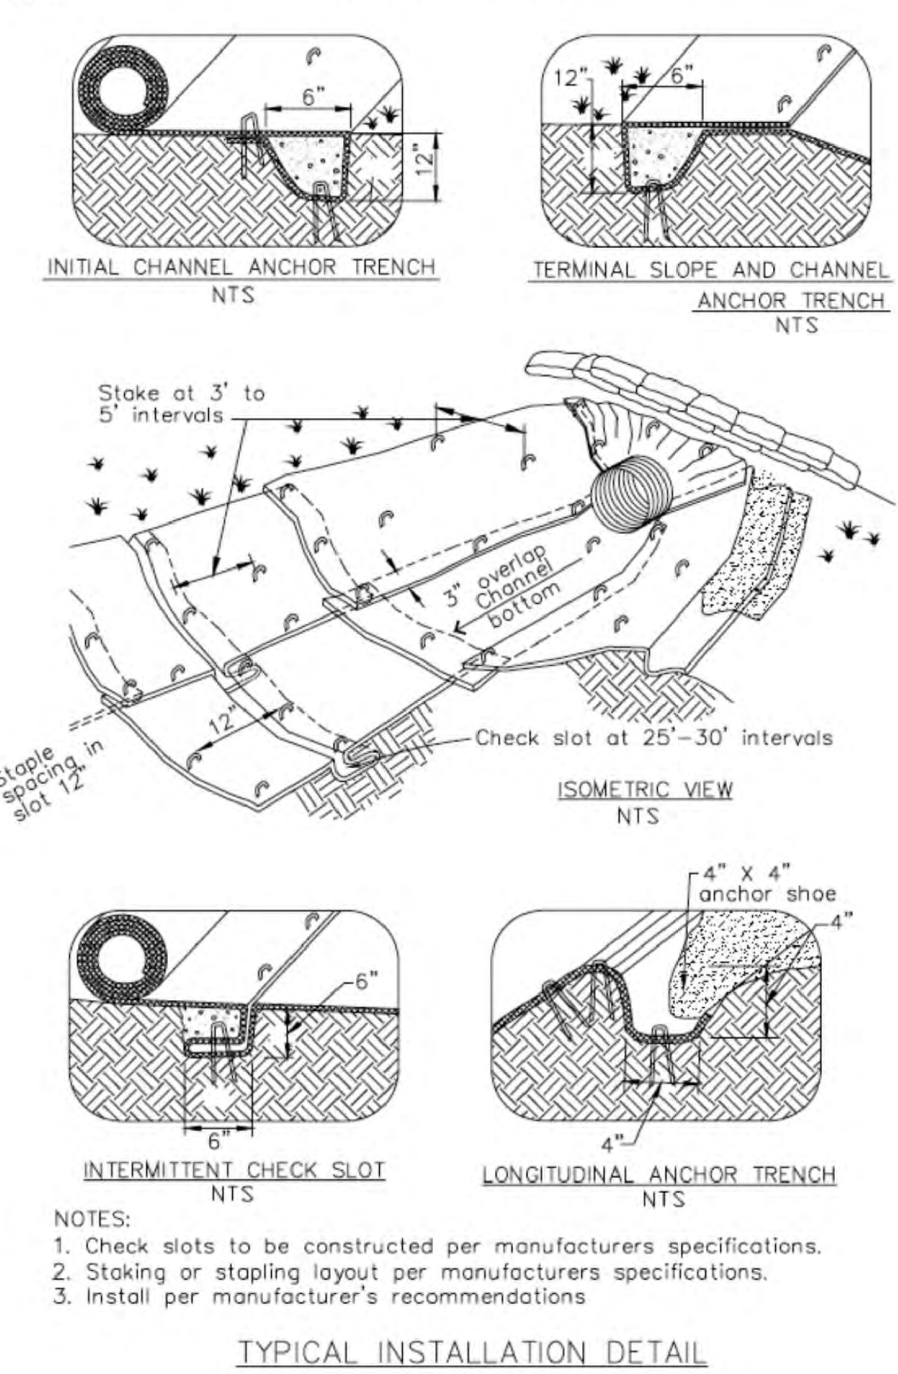 6"
12"
INITIAL CHANNEL ANCHOR TRENCH
NTS
12"
6"
TERMINAL SLOPE AND CHANNEL
ANCHOR TRENCH
NTS
Stake at 3' to
5' intervals
3" overlap
Channel
bottom
12"
Staple
spacing in
slot 12"
Check slot at 25'-30' intervals
ISOMETRIC VIEW
NTS
6"
6"
INTERMITTENT CHECK SLOT
NTS
4" X 4"
anchor shoe
4"
4"
LONGITUDINAL ANCHOR TRENCH
NTS
NOTES:
1. Check slots to be constructed per manufacturers specifications.
2. Staking or stapling layout per manufacturers specifications.
3. Install per manufacturer's recommendations
TYPICAL INSTALLATION DETAIL